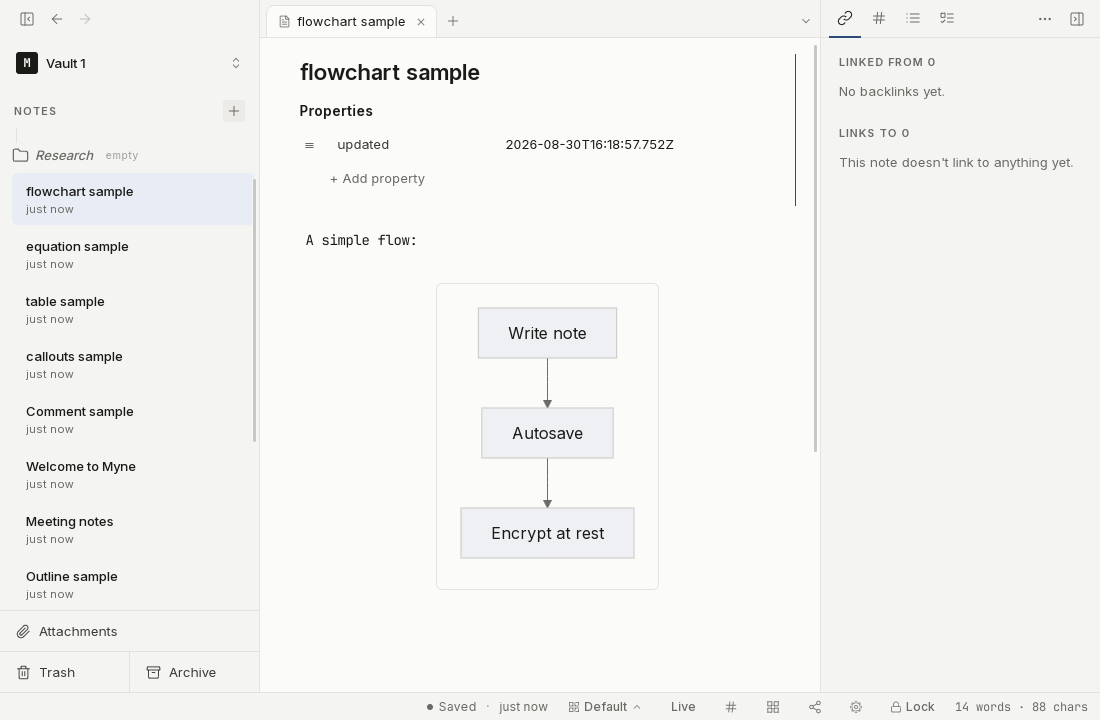 flowchart sample
M Vault 1
NOTES
Research empty
flowchart sample
just now
equation sample
just now
table sample
just now
callouts sample
just now
Comment sample
just now
Welcome to Myne
just now
Meeting notes
just now
Outline sample
just now
Attachments
Trash
Archive
flowchart sample
Properties
updated 2026-08-30T16:18:57.752Z
+ Add property
A simple flow:
Write note
Autosave
Encrypt at rest
LINKED FROM 0
No backlinks yet.
LINKS TO 0
This note doesn't link to anything yet.
Saved · just now
Default
Live
Lock
14 words · 88 chars